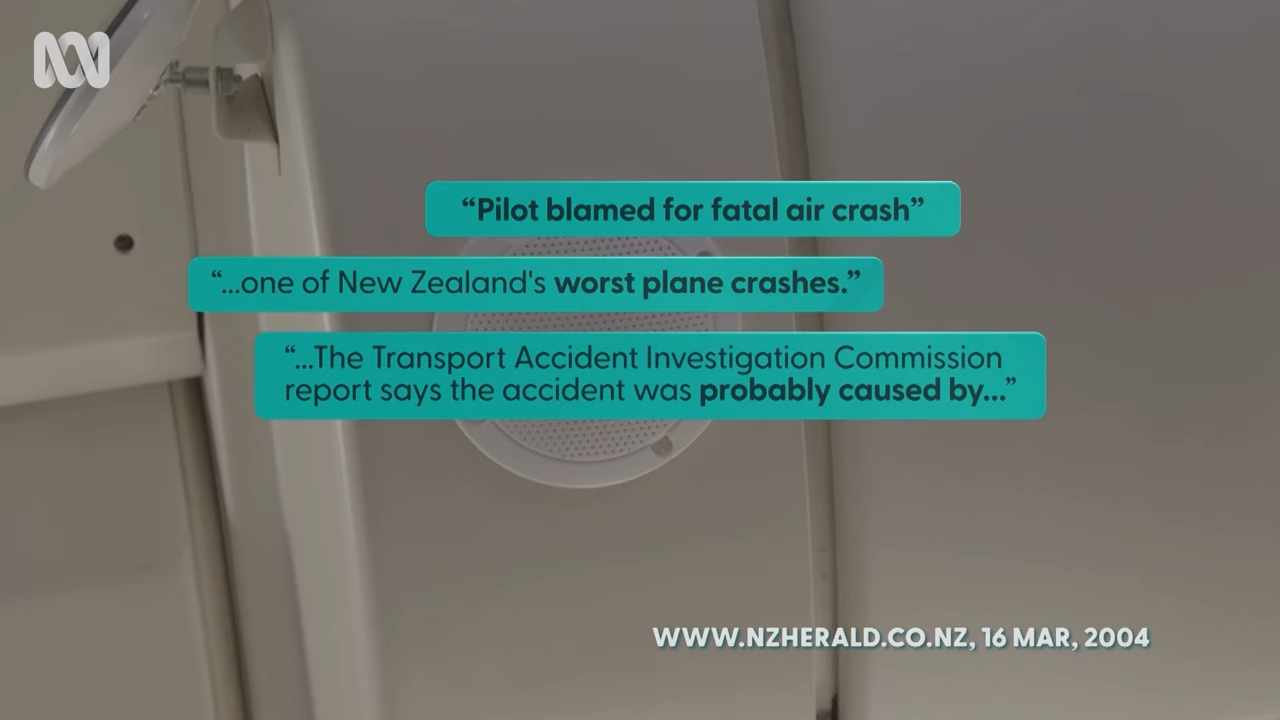 “Pilot blamed for fatal air crash”
“...one of New Zealand's worst plane crashes.”
“...The Transport Accident Investigation Commission
report says the accident was probably caused by...”
WWW.NZHERALD.CO.NZ, 16 MAR, 2004